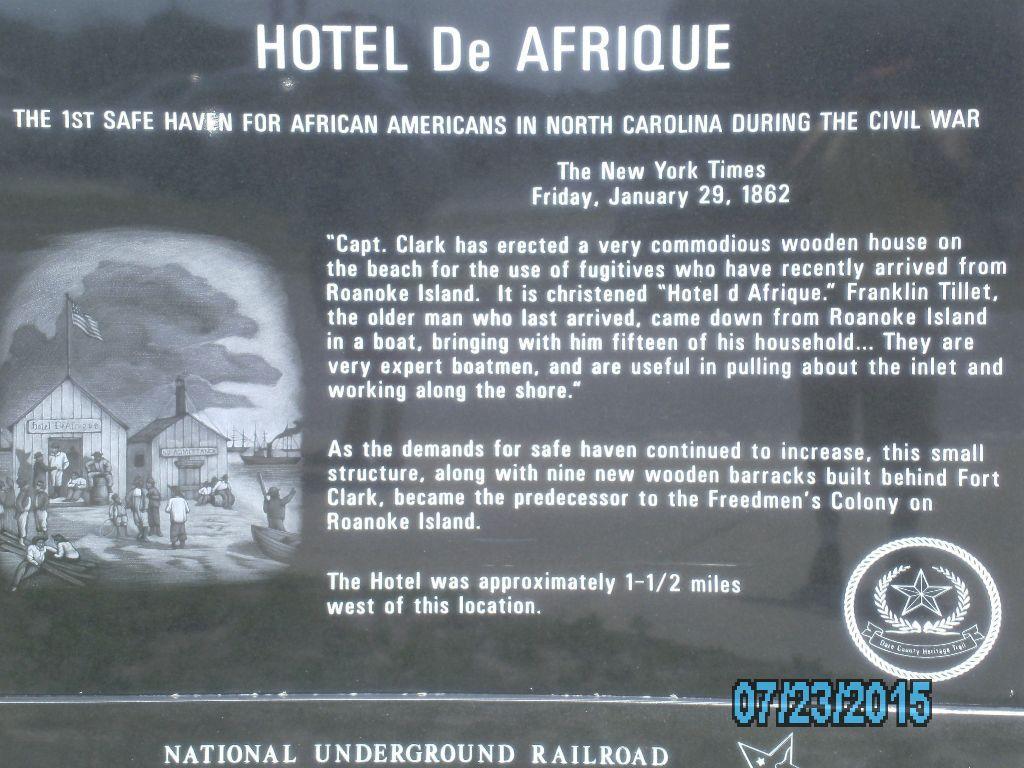 HOTEL De AFRIQUE
THE 1ST SAFE HAVEN FOR AFRICAN AMERICANS IN NORTH CAROLINA DURING THE CIVIL WAR
The New York Times
Friday, January 29, 1862
"Capt. Clark has erected a very commodious wooden house on
the beach for the use of fugitives who have recently arrived from
Roanoke Island. It is christened "Hotel d Afrique." Franklin Tillet,
the older man who last arrived, came down from Roanoke Island
in a boat, bringing with him fifteen of his household... They are
very expert boatmen, and are useful in pulling about the inlet and
working along the shore."
As the demands for safe haven continued to increase, this small
structure, along with nine new wooden barracks built behind Fort
Clark, became the predecessor to the Freedmen's Colony on
Roanoke Island.
The Hotel was approximately 1-1/2 miles
west of this location.
Hotel De Afrique
Dare County Heritage Trail
07/23/2015
NATIONAL UNDERGROUND RAILROAD